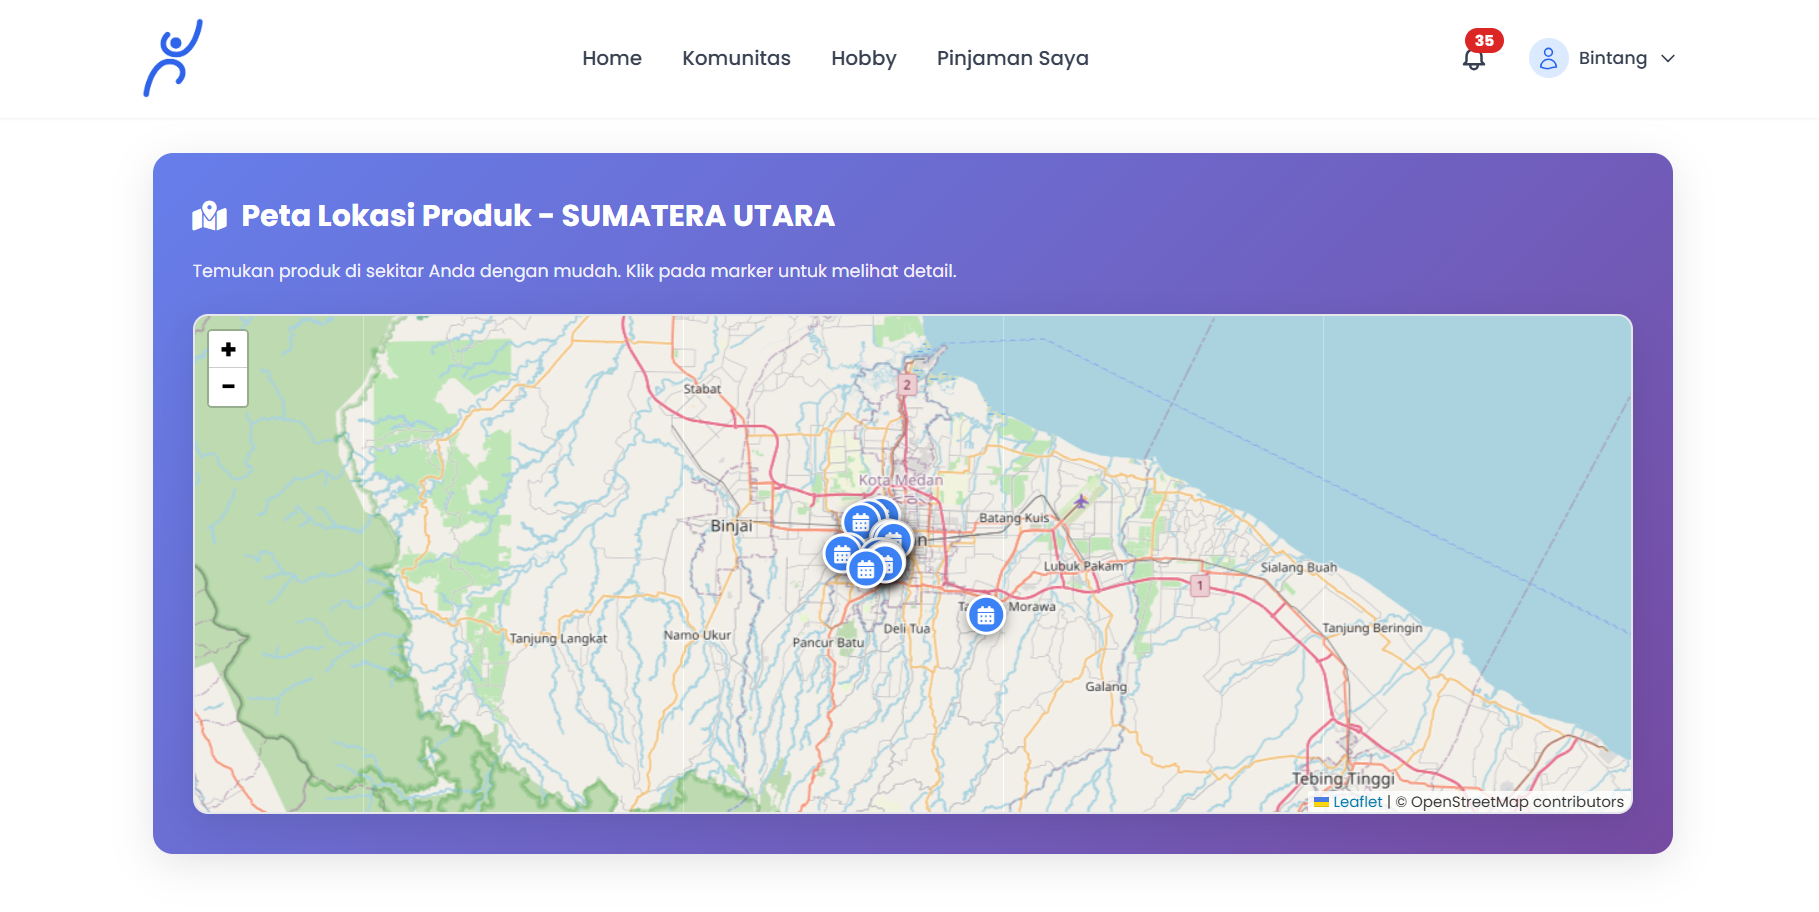 Home Komunitas Hobby Pinjaman Saya
35
Bintang
Peta Lokasi Produk - SUMATERA UTARA
Temukan produk di sekitar Anda dengan mudah. Klik pada marker untuk melihat detail.
+
-
2
Stabat
Kota Medan
Binjai
Batang Kuis
Lubuk Pakam
Sialang Buah
1
Morawa
Tanjung Langkat
Namo Ukur
Pancur Batu
Deli Tua
Tanjung Beringin
Galang
Tebing Tinggi
Leaflet | © OpenStreetMap contributors